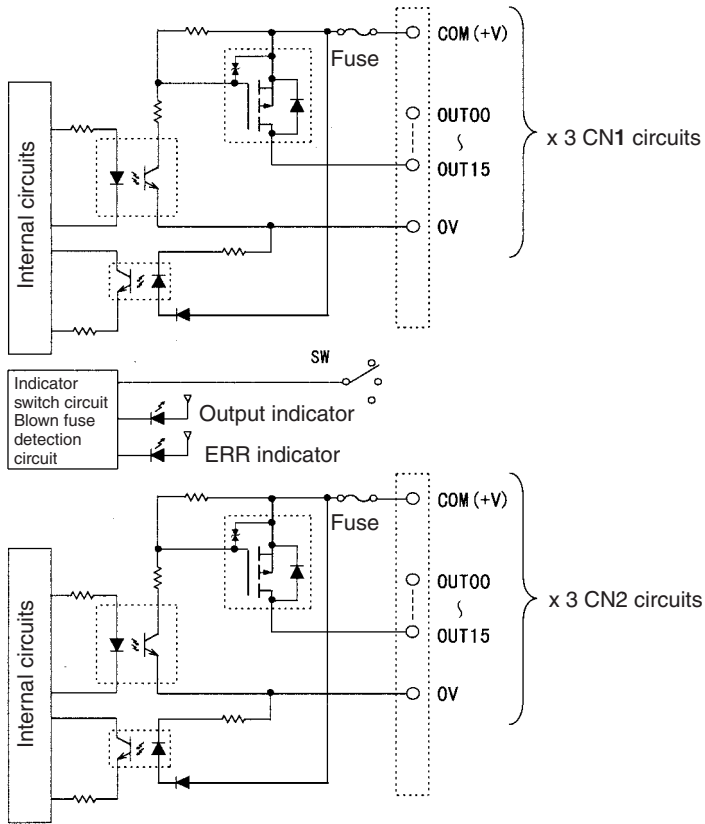 COM (+V)
Fuse
OUT00
∼
OUT15
x 3 CN1 circuits
0V
Internal circuits
SW
Indicator
switch circuit
Blown fuse
detection
circuit
Output indicator
ERR indicator
COM (+V)
Fuse
OUT00
∼
OUT15
x 3 CN2 circuits
0V
Internal circuits